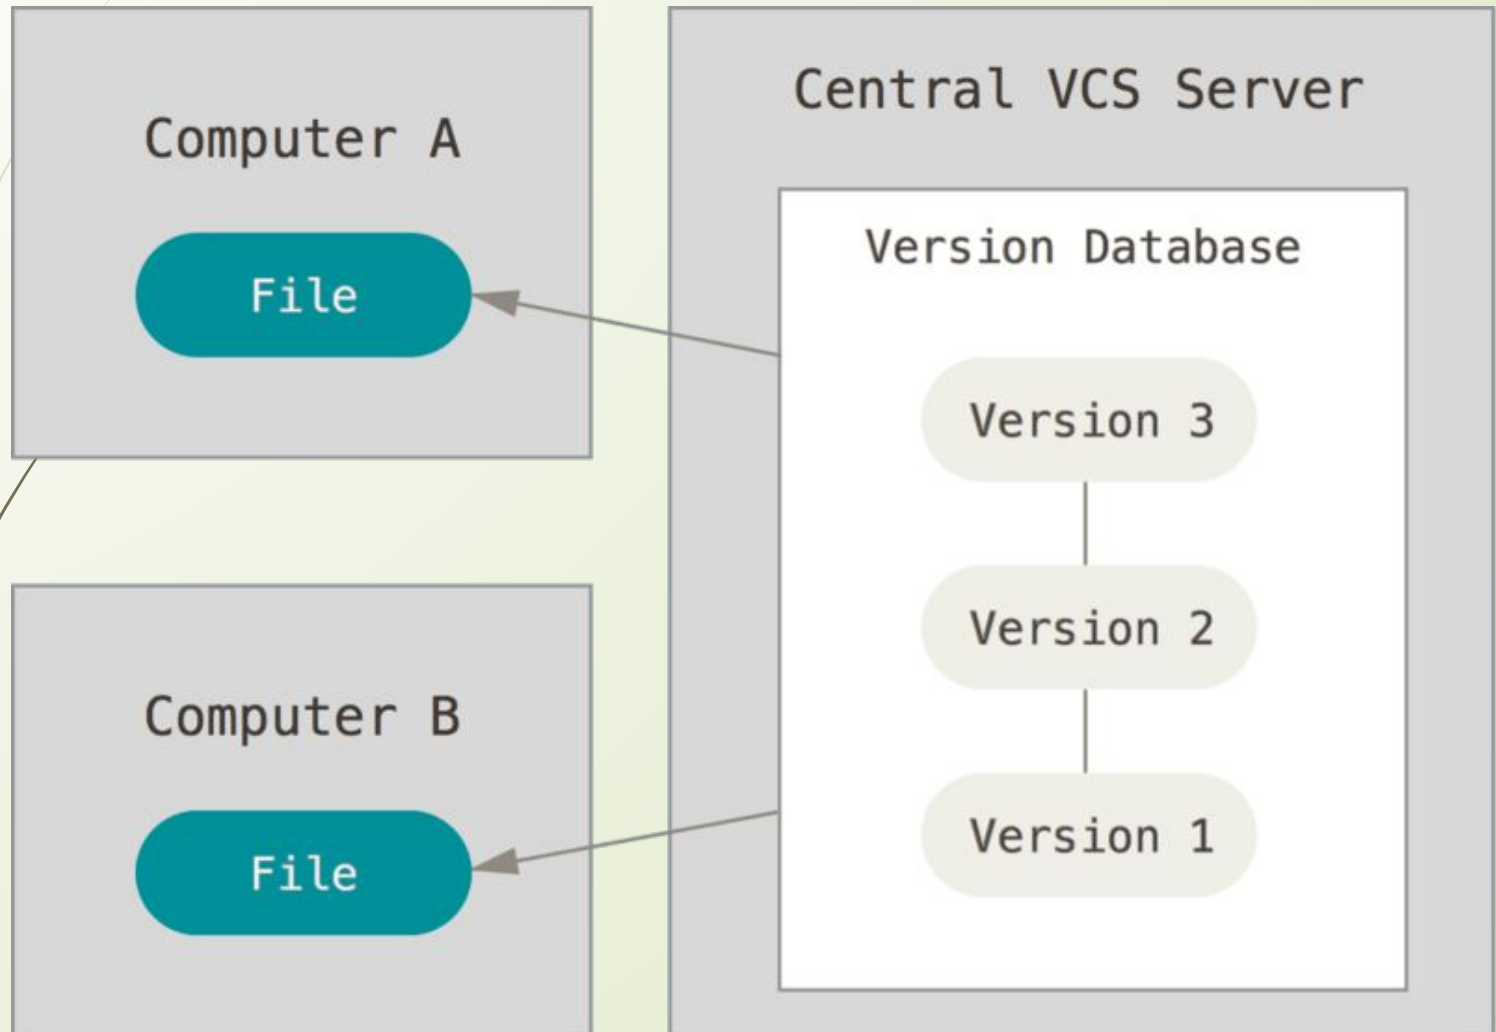 Computer A
File
Computer B
File
Central VCS Server
Version Database
Version 3
Version 2
Version 1